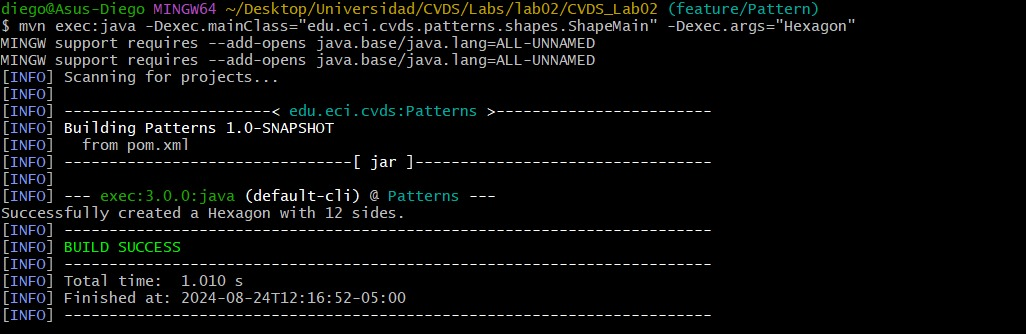 diego@Asus-Diego MINGW64 ~/Desktop/Universidad/CVDS/Labs/lab02/CVDS_Lab02 (feature/Pattern)
$ mvn exec:java -Dexec.mainClass="edu.eci.cvds.patterns.shapes.ShapeMain" -Dexec.args="Hexagon"
MINGW support requires --add-opens java.base/java.lang=ALL-UNNAMED
MINGW support requires --add-opens java.base/java.lang=ALL-UNNAMED
[INFO] Scanning for projects...
[INFO]
[INFO] -----------------------< edu.eci.cvds:Patterns >------------------------
[INFO] Building Patterns 1.0-SNAPSHOT
[INFO]   from pom.xml
[INFO] --------------------------------[ jar ]---------------------------------
[INFO]
[INFO] --- exec:3.0.0:java (default-cli) @ Patterns ---
Successfully created a Hexagon with 12 sides.
[INFO] ------------------------------------------------------------------------
[INFO] BUILD SUCCESS
[INFO] ------------------------------------------------------------------------
[INFO] Total time:  1.010 s
[INFO] Finished at: 2024-08-24T12:16:52-05:00
[INFO] ------------------------------------------------------------------------